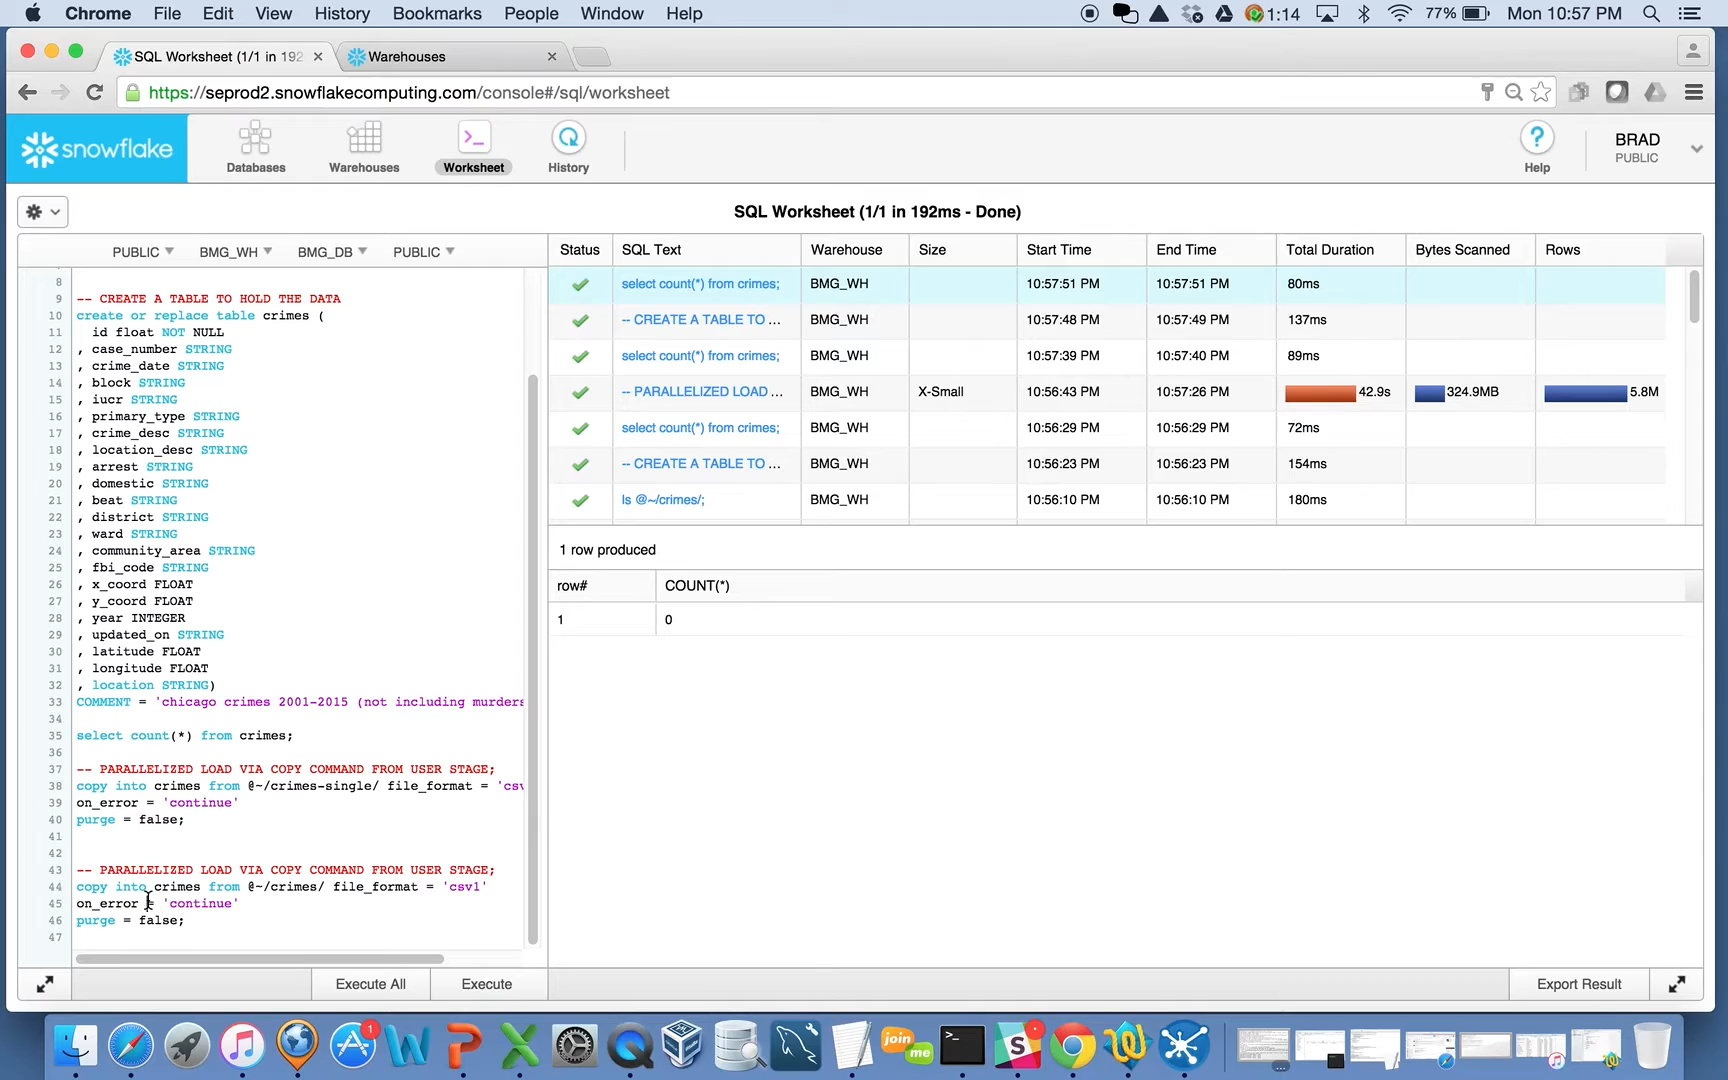 Chrome File Edit View History Bookmarks People Window Help 1:14 77% Mon 10:57 PM
SQL Worksheet (1/1 in 192 Warehouses
https://seprod2.snowflakecomputing.com/console#/sql/worksheet
snowflake Databases Warehouses Worksheet History Help BRAD PUBLIC
SQL Worksheet (1/1 in 192ms - Done)
PUBLIC BMG_WH BMG_DB PUBLIC
8
9 -- CREATE A TABLE TO HOLD THE DATA
10 create or replace table crimes (
11 id float NOT NULL
12 , case_number STRING
13 , crime_date STRING
14 , block STRING
15 , iucr STRING
16 , primary_type STRING
17 , crime_desc STRING
18 , location_desc STRING
19 , arrest STRING
20 , domestic STRING
21 , beat STRING
22 , district STRING
23 , ward STRING
24 , community_area STRING
25 , fbi_code STRING
26 , x_coord FLOAT
27 , y_coord FLOAT
28 , year INTEGER
29 , updated_on STRING
30 , latitude FLOAT
31 , longitude FLOAT
32 , location STRING)
33 COMMENT = 'chicago crimes 2001-2015 (not including murders
34
35 select count(*) from crimes;
36
37 -- PARALLELIZED LOAD VIA COPY COMMAND FROM USER STAGE;
38 copy into crimes from @~/crimes-single/ file_format = 'csv
39 on_error = 'continue'
40 purge = false;
41
42
43 -- PARALLELIZED LOAD VIA COPY COMMAND FROM USER STAGE;
44 copy into crimes from @~/crimes/ file_format = 'csv1'
45 on_error = 'continue'
46 purge = false;
47
Execute All Execute
Status SQL Text Warehouse Size Start Time End Time Total Duration Bytes Scanned Rows
select count(*) from crimes; BMG_WH 10:57:51 PM 10:57:51 PM 80ms
-- CREATE A TABLE TO ... BMG_WH 10:57:48 PM 10:57:49 PM 137ms
select count(*) from crimes; BMG_WH 10:57:39 PM 10:57:40 PM 89ms
-- PARALLELIZED LOAD ... BMG_WH X-Small 10:56:43 PM 10:57:26 PM 42.9s 324.9MB 5.8M
select count(*) from crimes; BMG_WH 10:56:29 PM 10:56:29 PM 72ms
-- CREATE A TABLE TO ... BMG_WH 10:56:23 PM 10:56:23 PM 154ms
ls @~/crimes/; BMG_WH 10:56:10 PM 10:56:10 PM 180ms
1 row produced
row# COUNT(*)
1 0
Export Result
1
join
me